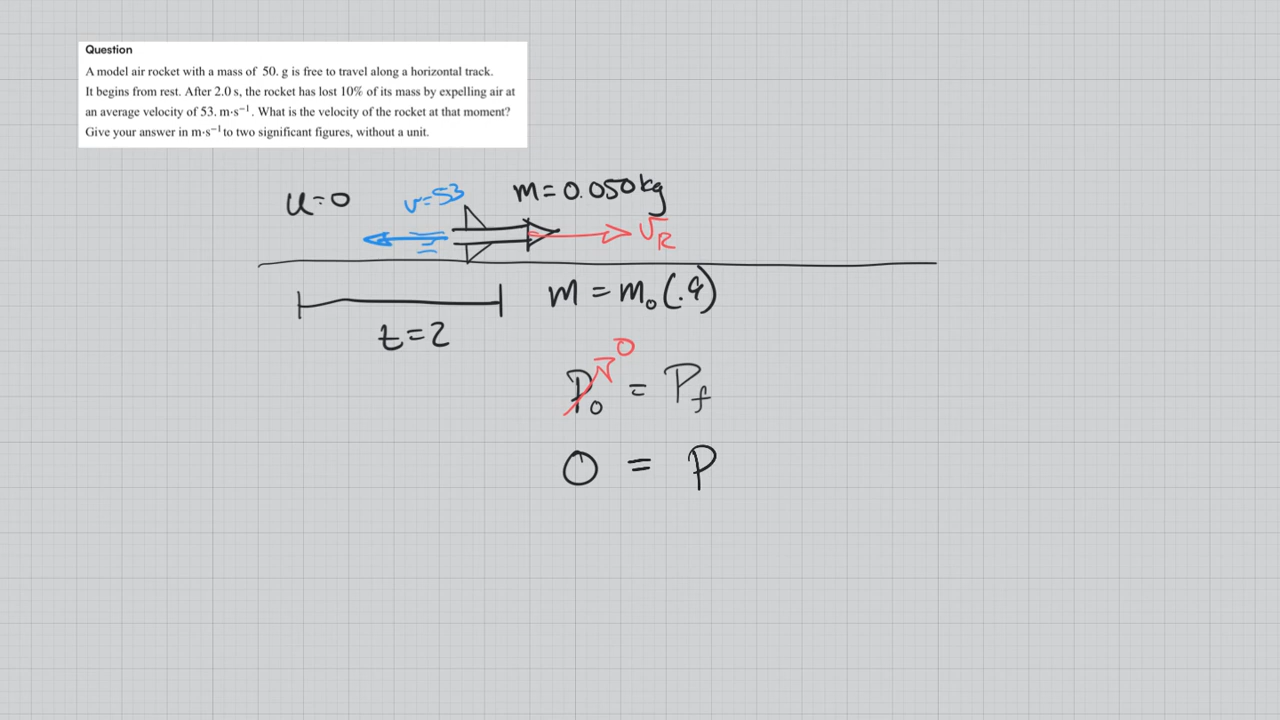 Question
A model air rocket with a mass of 50. g is free to travel along a horizontal track.
It begins from rest. After 2.0 s, the rocket has lost 10% of its mass by expelling air at
an average velocity of 53. m·s⁻¹. What is the velocity of the rocket at that moment?
Give your answer in m·s⁻¹ to two significant figures, without a unit.
u=0 v=53 m=0.050kg
v_R
m = m₀(.9)
t=2
0
P₀ = P_f
0 = P